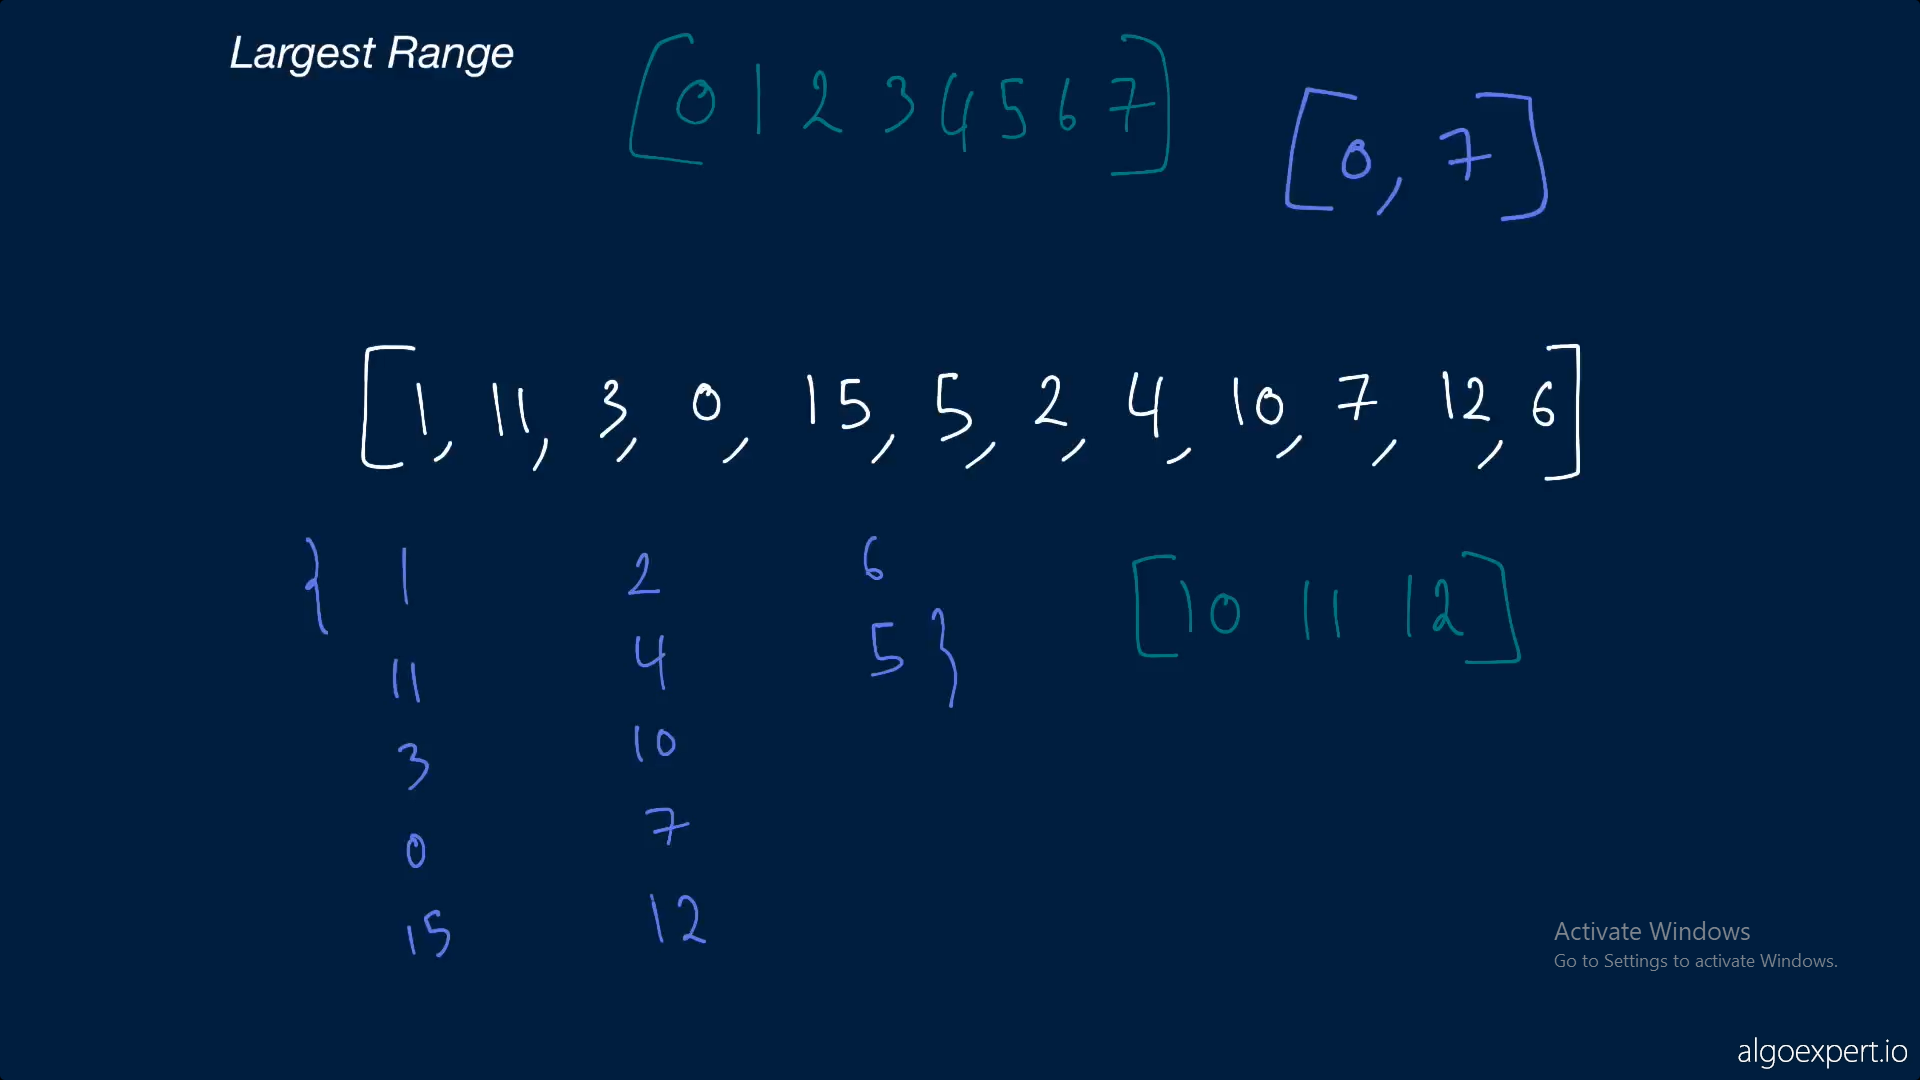 Largest Range
[0 1 2 3 4 5 6 7]
[0, 7]
[1, 11, 3, 0, 15, 5, 2, 4, 10, 7, 12, 6]
{ 1 2 6
11 4 5 }
3 10
0 7
15 12
[10 11 12]
Activate Windows
Go to Settings to activate Windows.
algoexpert.io